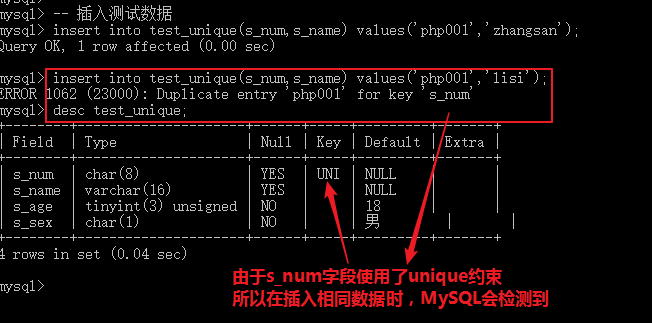 mysql> -- 插入测试数据
mysql> insert into test_unique(s_num,s_name) values('php001','zhangsan');
Query OK, 1 row affected (0.00 sec)
mysql> insert into test_unique(s_num,s_name) values('php001','lisi');
ERROR 1062 (23000): Duplicate entry 'php001' for key 's_num'
mysql> desc test_unique;
+--------+---------------------+------+-----+---------+-------+
| Field | Type | Null | Key | Default | Extra |
+--------+---------------------+------+-----+---------+-------+
| s_num | char(8) | YES | UNI | NULL | |
| s_name | varchar(16) | YES | | NULL | |
| s_age | tinyint(3) unsigned | NO | | 18 | |
| s_sex | char(1) | NO | | 男 | |
+--------+---------------------+------+-----+---------+-------+
4 rows in set (0.04 sec)
由于s_num字段使用了unique约束
mysql>
所以在插入相同数据时，MySQL会检测到